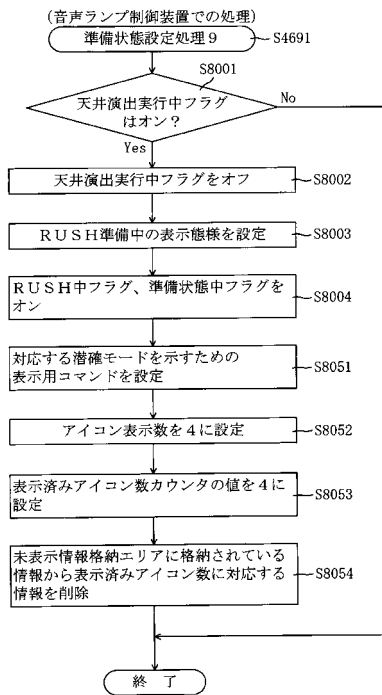 (音声ランプ制御装置での処理)
準備状態設定処理９
S4691
S8001
天井演出実行中フラグ
はオン？
No
Yes
天井演出実行中フラグをオフ
S8002
ＲＵＳＨ準備中の表示態様を設定
S8003
ＲＵＳＨ中フラグ、準備状態中フラグを
オン
S8004
対応する潜確モードを示すための
表示用コマンドを設定
S8051
アイコン表示数を４に設定
S8052
表示済みアイコン数カウンタの値を４に
設定
S8053
未表示情報格納エリアに格納されている
情報から表示済みアイコン数に対応する
情報を削除
S8054
終　了